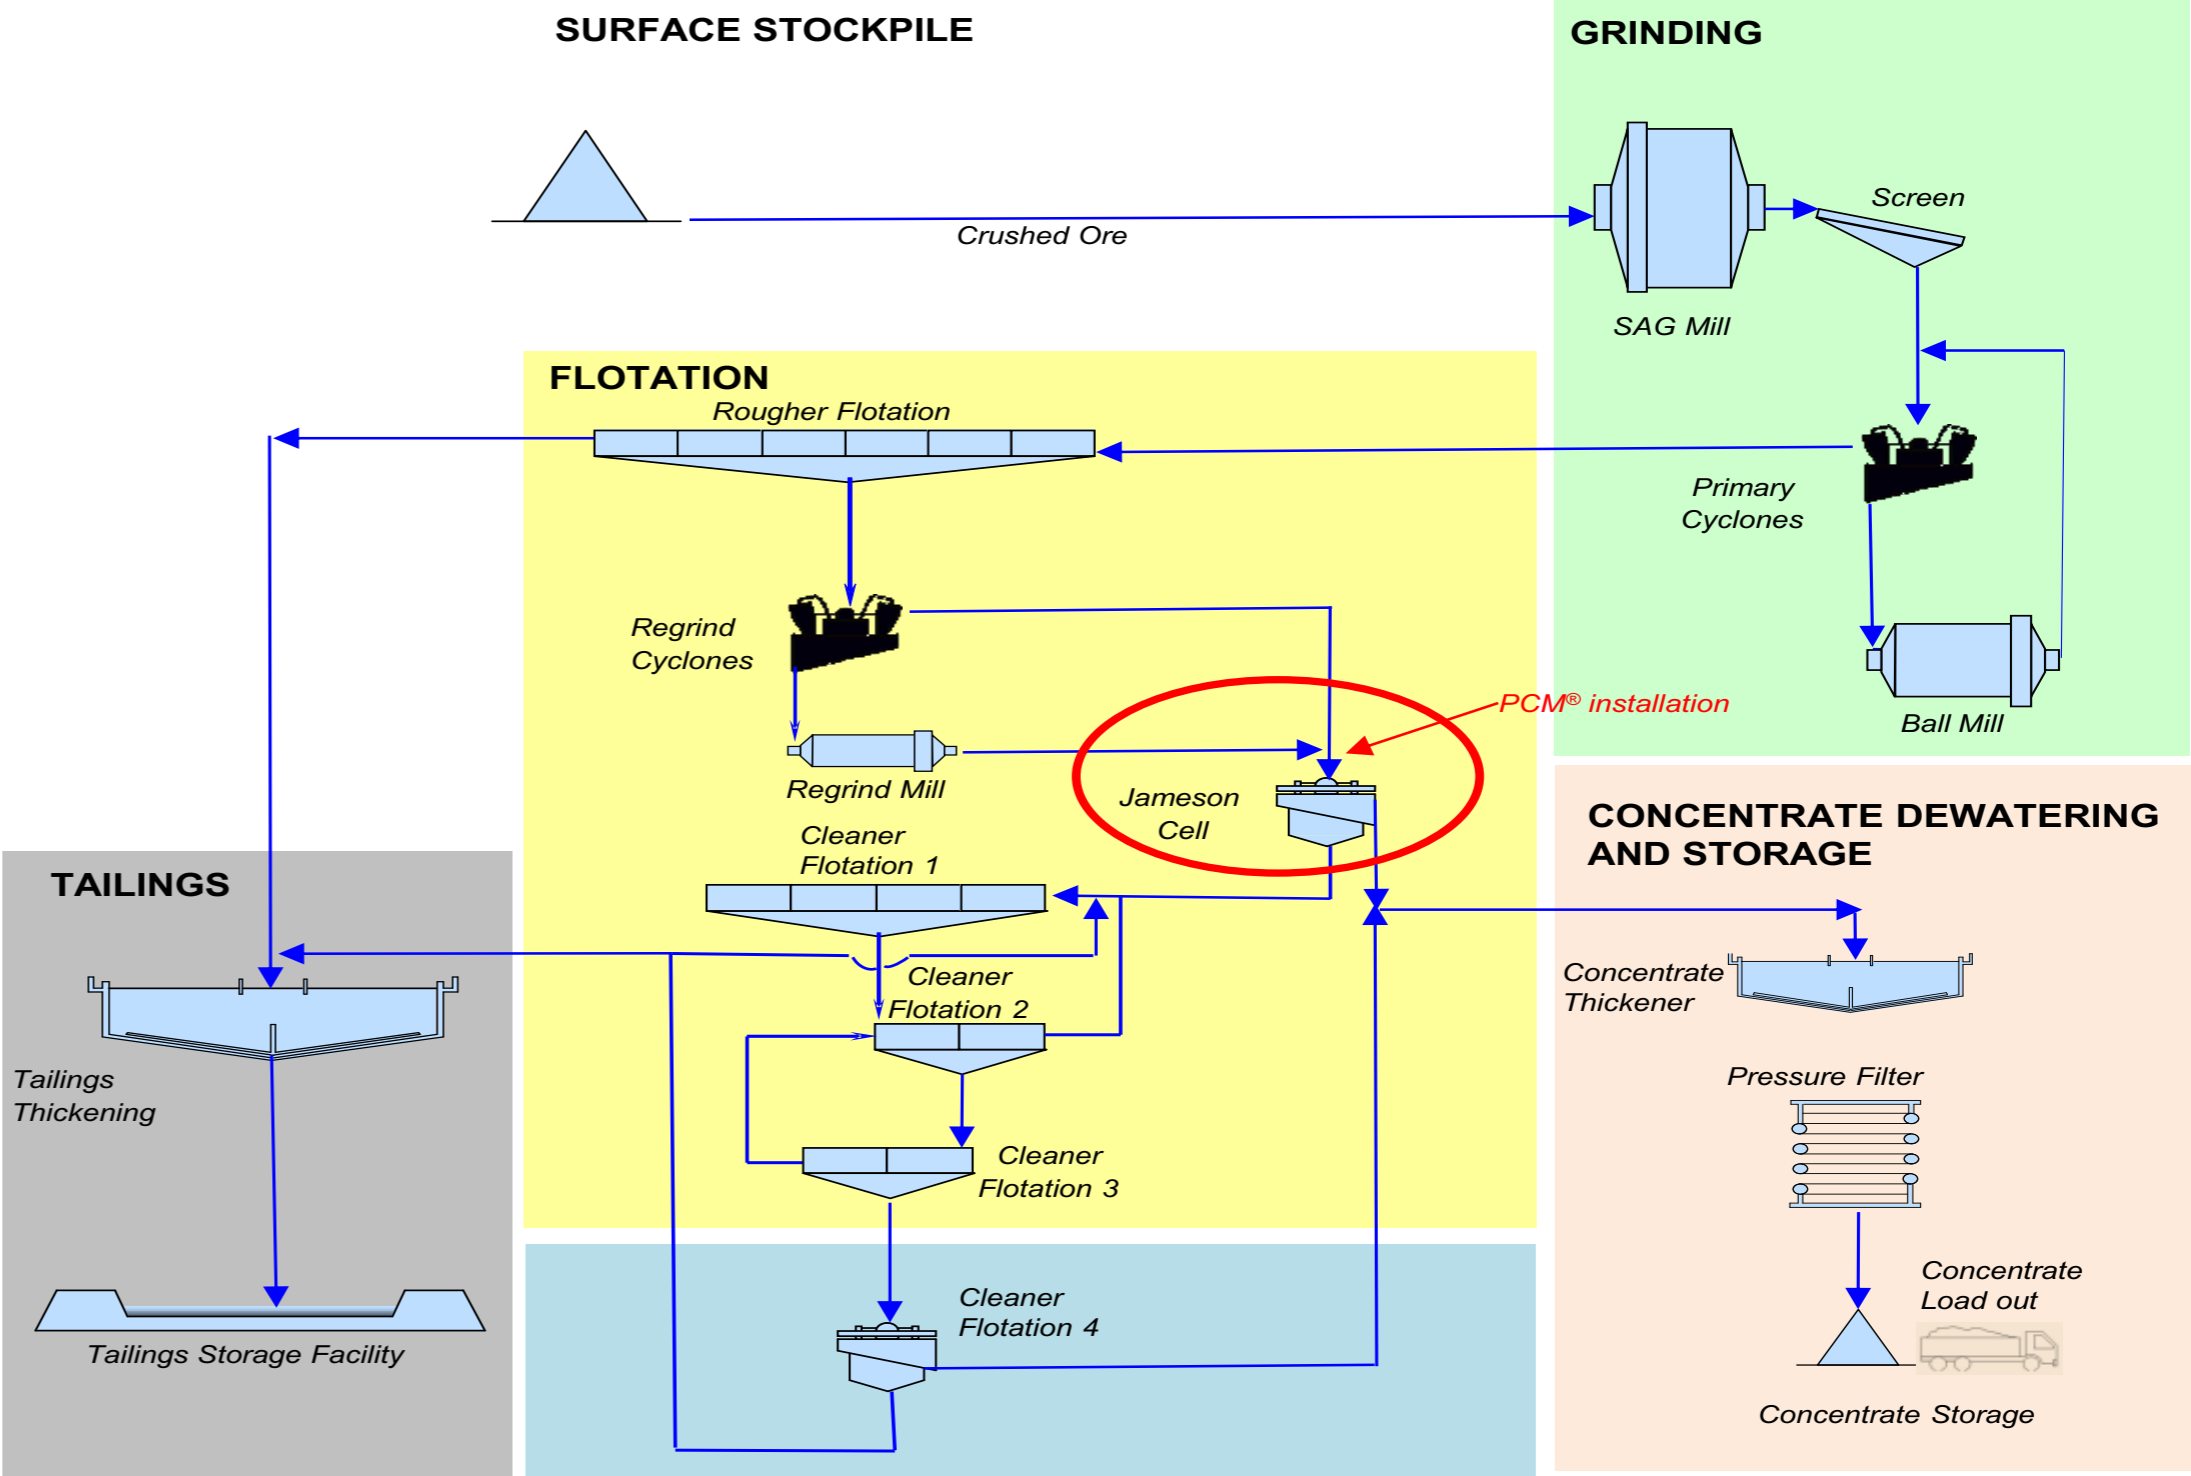 SURFACE STOCKPILE
GRINDING
Crushed Ore
Screen
SAG Mill
FLOTATION
Rougher Flotation
Primary
Cyclones
Regrind
Cyclones
PCM® installation
Ball Mill
Regrind Mill
Jameson
Cell
Cleaner
Flotation 1
CONCENTRATE DEWATERING
AND STORAGE
TAILINGS
Cleaner
Flotation 2
Concentrate
Thickener
Tailings
Thickening
Pressure Filter
Cleaner
Flotation 3
Concentrate
Load out
Cleaner
Flotation 4
Tailings Storage Facility
Concentrate Storage